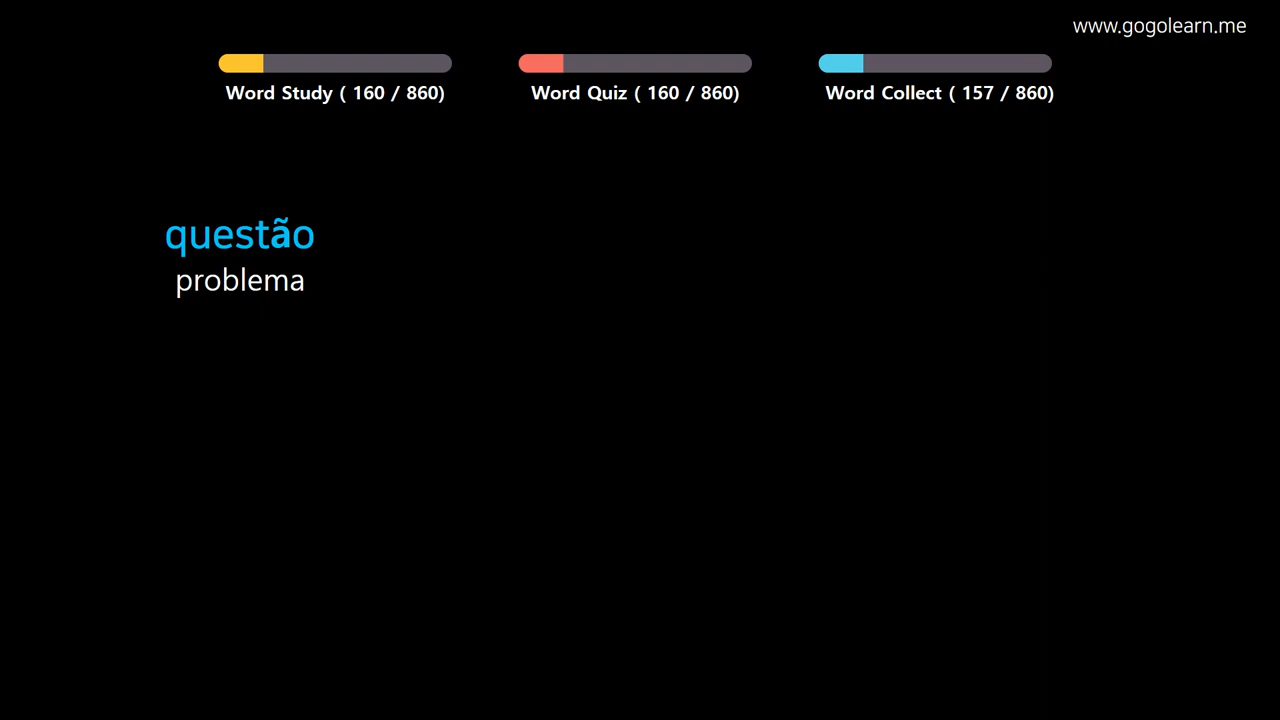 www.gogolearn.me
Word Study ( 160 / 860)
Word Quiz ( 160 / 860)
Word Collect ( 157 / 860)
questão
problema